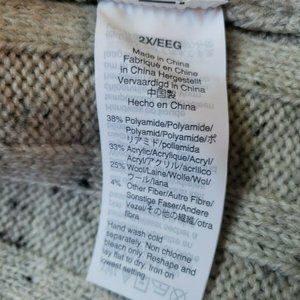 2X/EEG
Made in China
Fabriqué en Chine
in China Hergestellt
Vervaardigd in China
中国製
Hecho en China
38% Polyamide/Polyamide/
Polyamid/Polyamide/ポ
リアミド/poliamida
33% Acrylic/Acrylique/Acryl/
Acryl/アクリル/acrílico
25% Wool/Laine/Wolle/Wol/
ウール/lana
4% Other Fiber/Autre Fibre/
Sonstige Faser/Andere
Vezel/その他の繊維/otra
fibra
Hand wash cold
separately. Non chlorine
bleach only. Reshape and
lay flat to dry. Iron on
lowest setting.